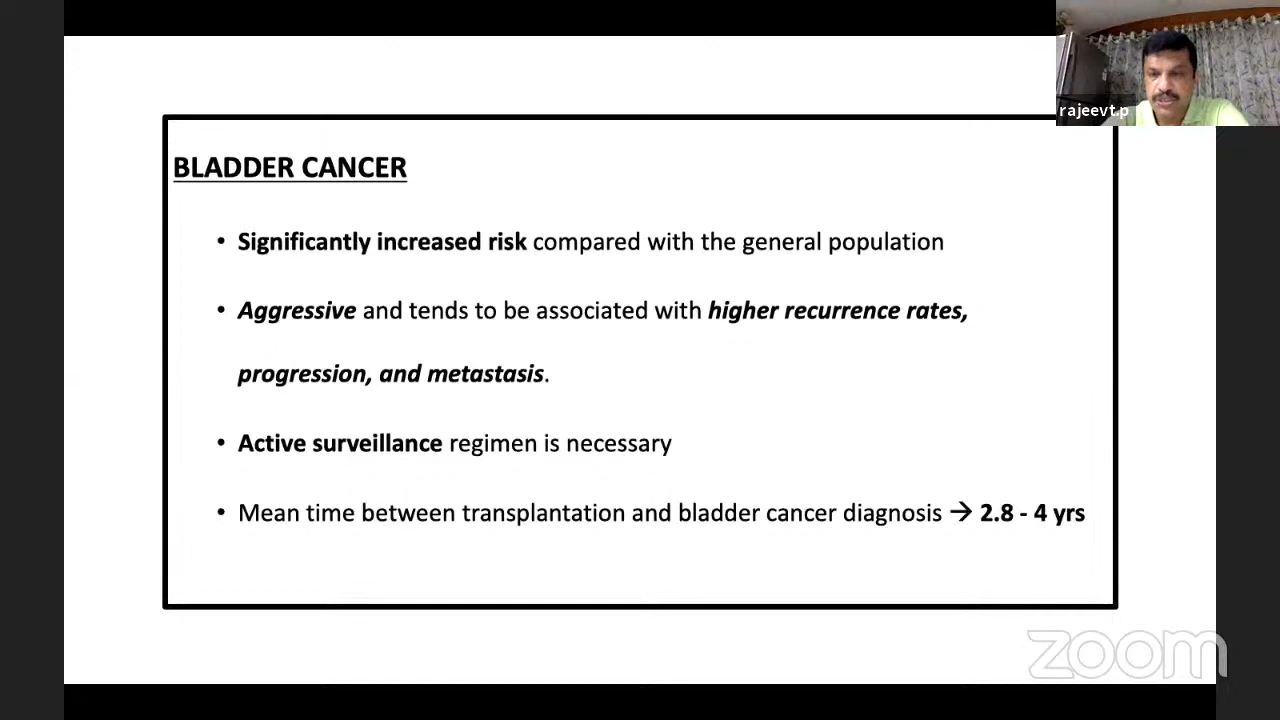 rajeevt.p
BLADDER CANCER
• Significantly increased risk compared with the general population
• Aggressive and tends to be associated with higher recurrence rates,
progression, and metastasis.
• Active surveillance regimen is necessary
• Mean time between transplantation and bladder cancer diagnosis → 2.8 - 4 yrs
zoom